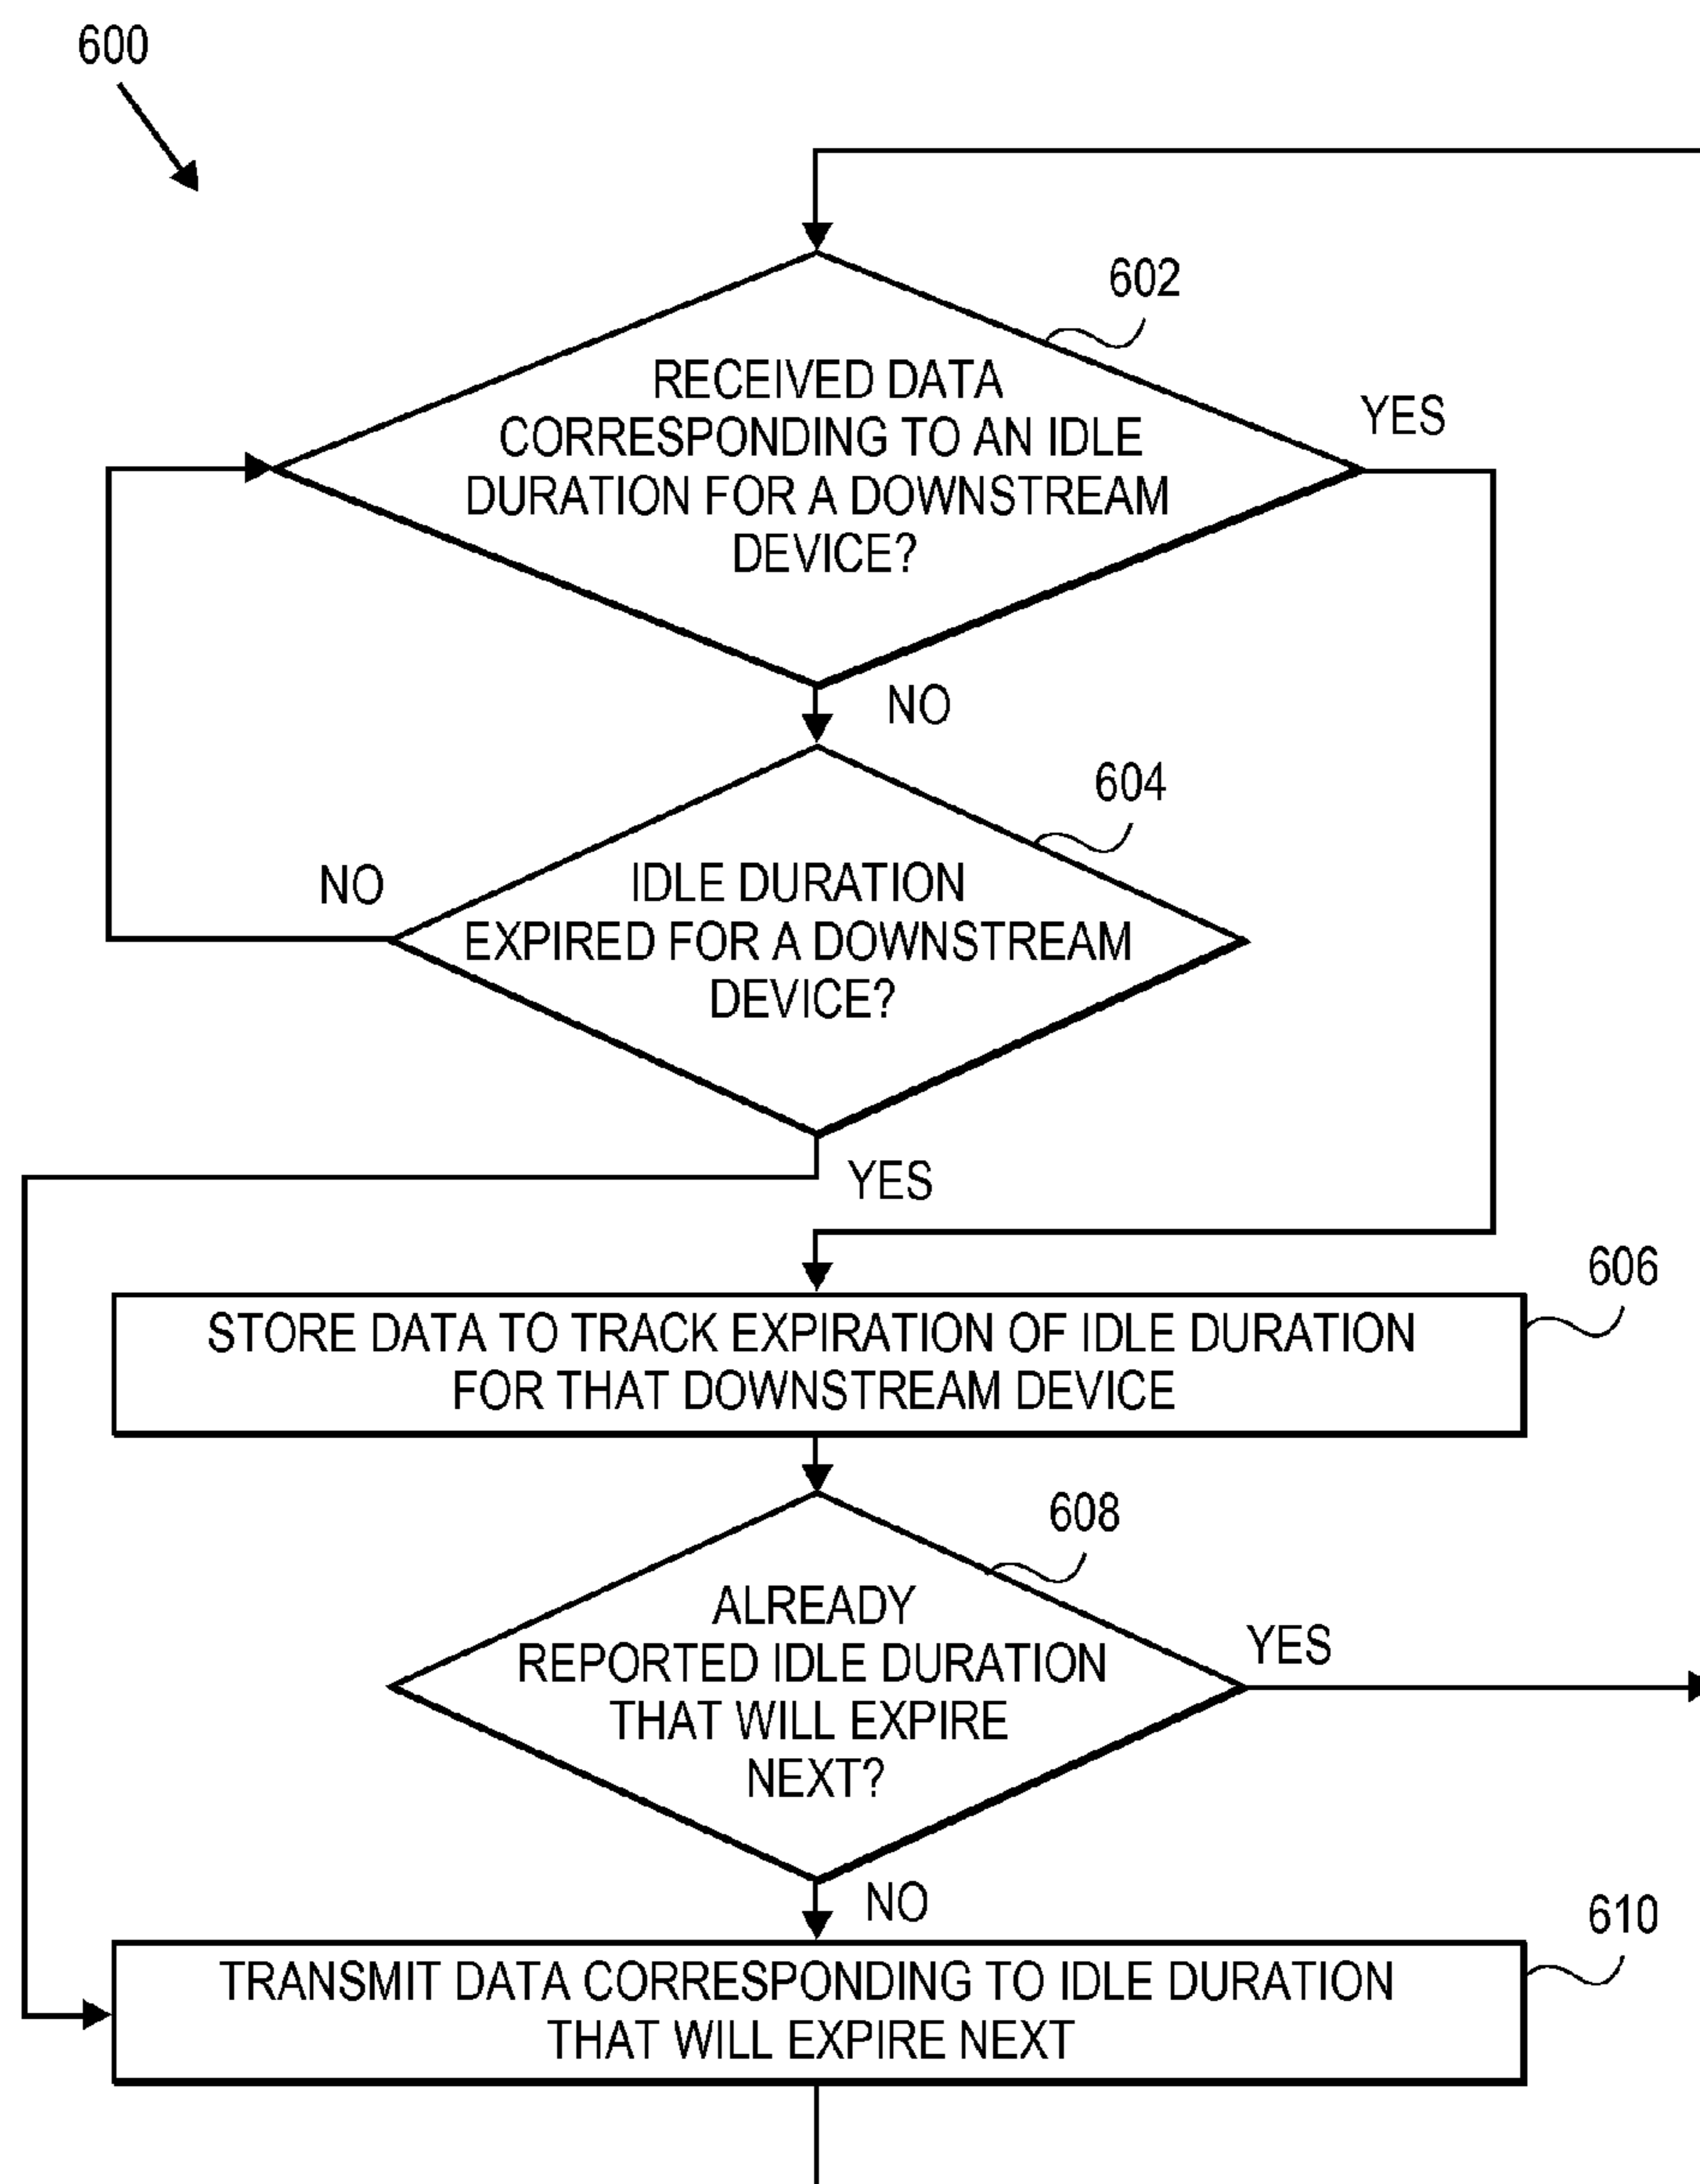 600
602
RECEIVED DATA
CORRESPONDING TO AN IDLE
DURATION FOR A DOWNSTREAM
DEVICE?
YES
NO
604
IDLE DURATION
EXPIRED FOR A DOWNSTREAM
DEVICE?
NO
YES
606
STORE DATA TO TRACK EXPIRATION OF IDLE DURATION
FOR THAT DOWNSTREAM DEVICE
608
ALREADY
REPORTED IDLE DURATION
THAT WILL EXPIRE
NEXT?
YES
NO
610
TRANSMIT DATA CORRESPONDING TO IDLE DURATION
THAT WILL EXPIRE NEXT